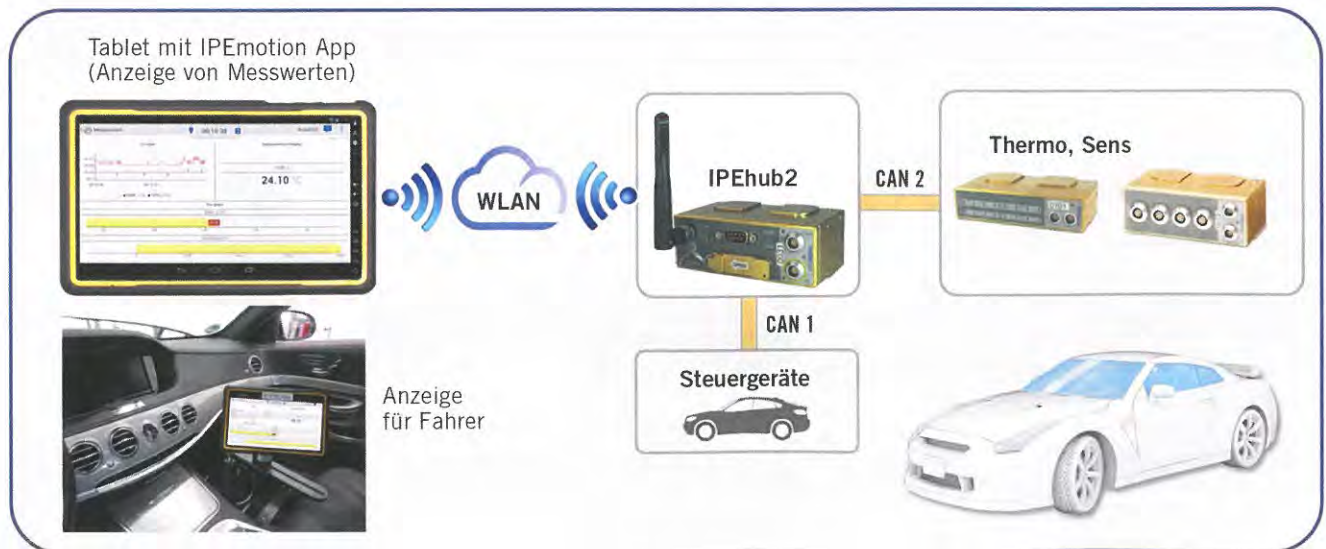 Tablet mit IPEmotion App
(Anzeige von Messwerten)
24.10
WLAN
IPEhub2
CAN 2
Thermo, Sens
CAN 1
Steuergeräte
Anzeige
für Fahrer